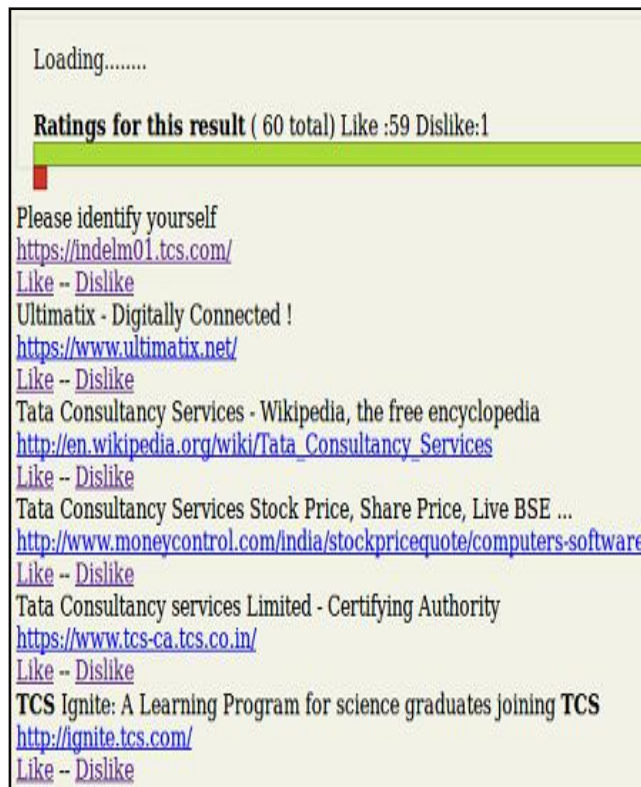 Loading........
Ratings for this result ( 60 total) Like :59 Dislike:1
Please identify yourself
https://indelm01.tcs.com/
Like -- Dislike
Ultimatix - Digitally Connected !
https://www.ultimatix.net/
Like -- Dislike
Tata Consultancy Services - Wikipedia, the free encyclopedia
http://en.wikipedia.org/wiki/Tata_Consultancy_Services
Like -- Dislike
Tata Consultancy Services Stock Price, Share Price, Live BSE ...
http://www.moneycontrol.com/india/stockpricequote/computers-software
Like -- Dislike
Tata Consultancy services Limited - Certifying Authority
https://www.tcs-ca.tcs.co.in/
Like -- Dislike
TCS Ignite: A Learning Program for science graduates joining TCS
http://ignite.tcs.com/
Like -- Dislike